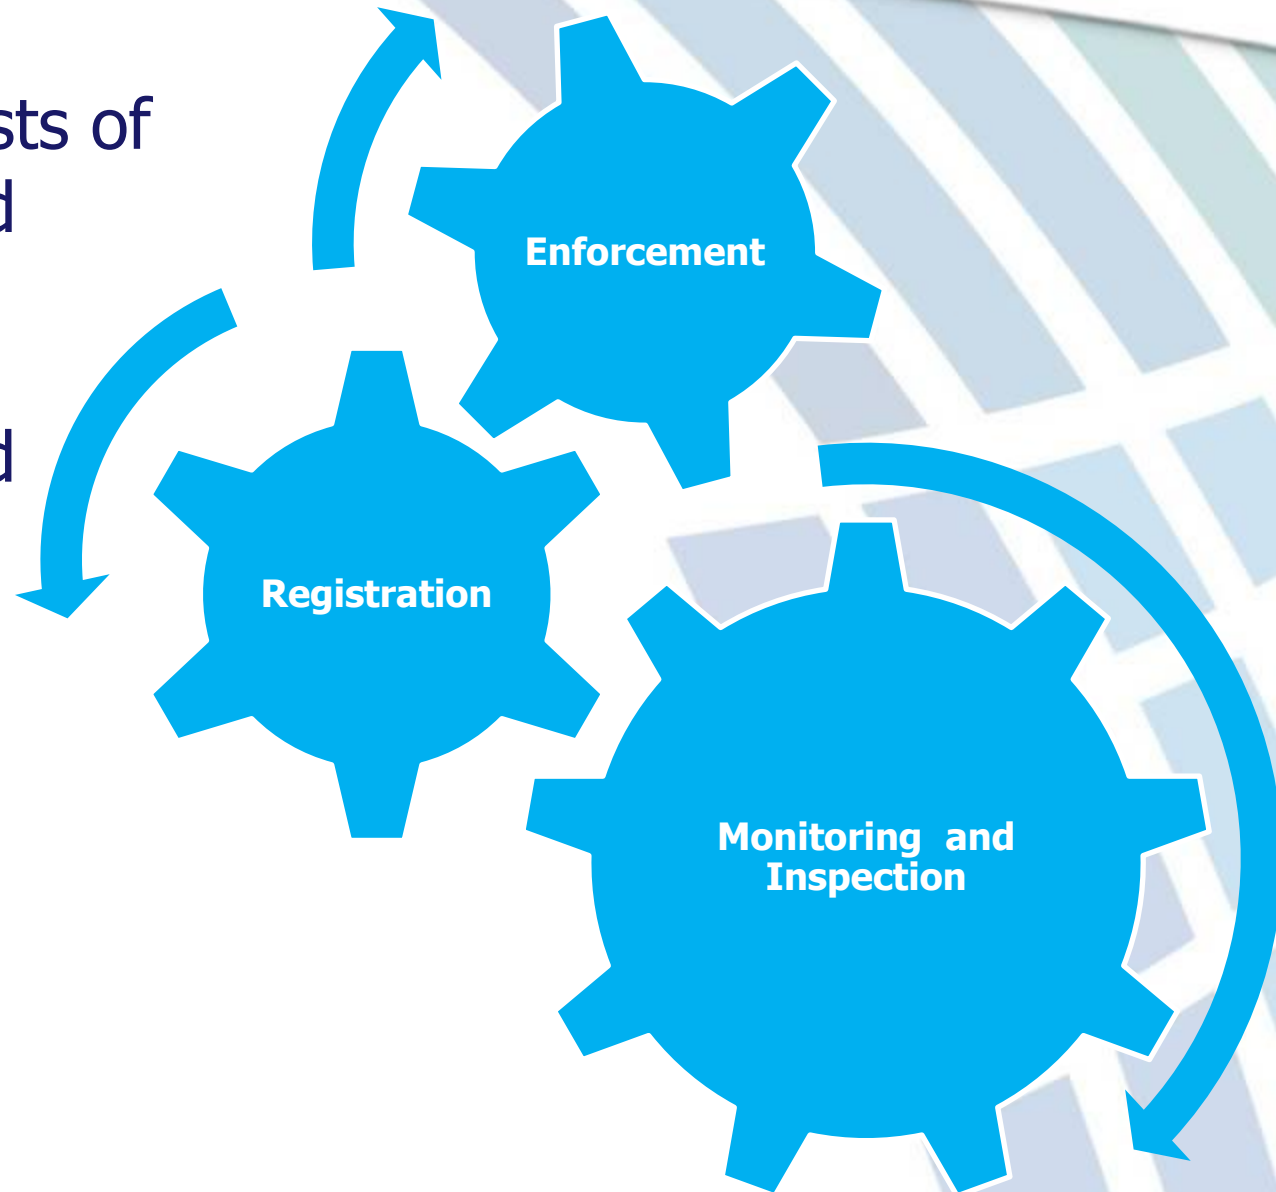 sts of
d
d
Enforcement
Registration
Monitoring and
Inspection